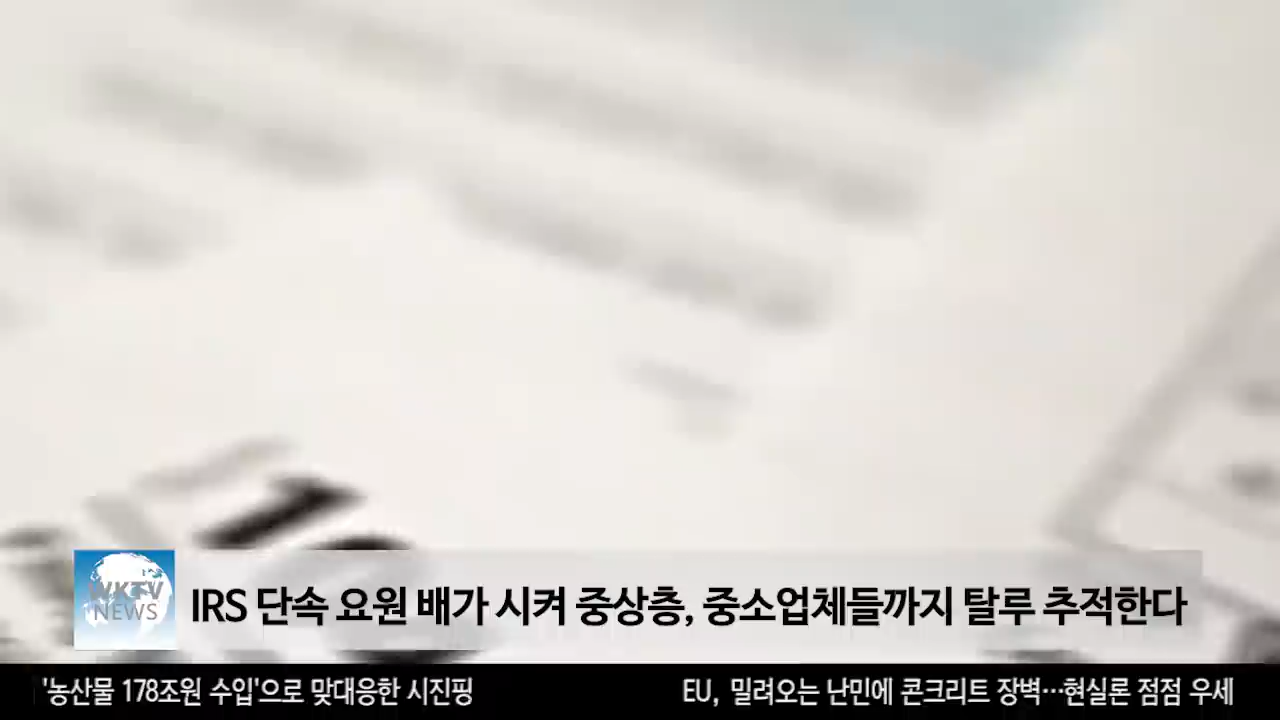 WKTV
NEWS
IRS 단속 요원 배가 시켜 중상층, 중소업체들까지 탈루 추적한다
'농산물 178조원 수입'으로 맞대응한 시진핑 EU, 밀려오는 난민에 콘크리트 장벽…현실론 점점 우세